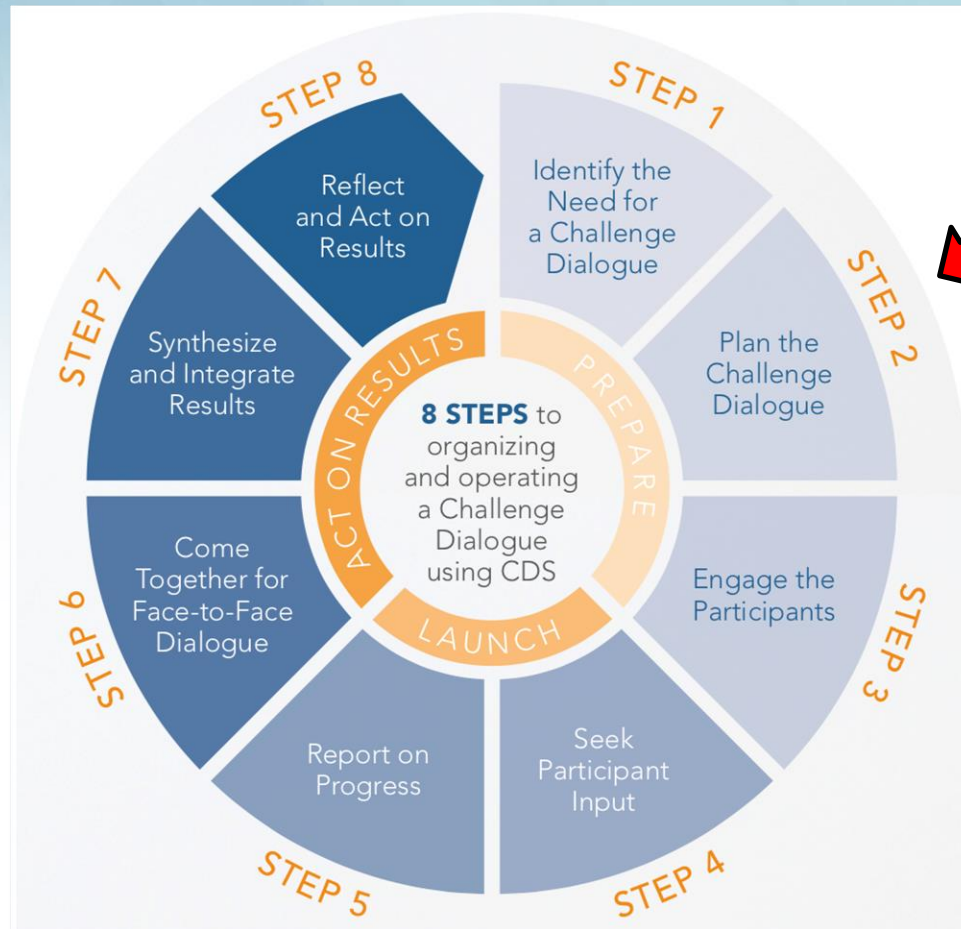 STEP 1
Identify the
Need for
a Challenge
Dialogue
STEP 2
Plan the
Challenge
Dialogue
STEP 3
Engage the
Participants
STEP 4
Seek
Participant
Input
STEP 5
Report on
Progress
STEP 6
Come
Together for
Face-to-Face
Dialogue
STEP 7
Synthesize
and Integrate
Results
STEP 8
Reflect
and Act on
Results
PREPARE
LAUNCH
ACT ON RESULTS
8 STEPS to
organizing
and operating
a Challenge
Dialogue
using CDS